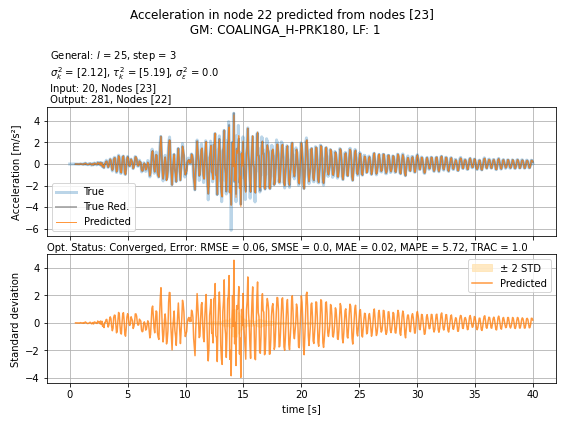 Acceleration in node 22 predicted from nodes [23]
GM: COALINGA_H-PRK180, LF: 1
General: l = 25, step = 3
σ²ₖ = [2.12], τ²ₖ = [5.19], σ²ε = 0.0
Input: 20, Nodes [23]
Output: 281, Nodes [22]
Acceleration [m/s²]
4
2
0
−2
−4
−6
True
True Red.
Predicted
Opt. Status: Converged, Error: RMSE = 0.06, SMSE = 0.0, MAE = 0.02, MAPE = 5.72, TRAC = 1.0
Standard deviation
4
2
0
−2
−4
± 2 STD
Predicted
0 5 10 15 20 25 30 35 40
time [s]